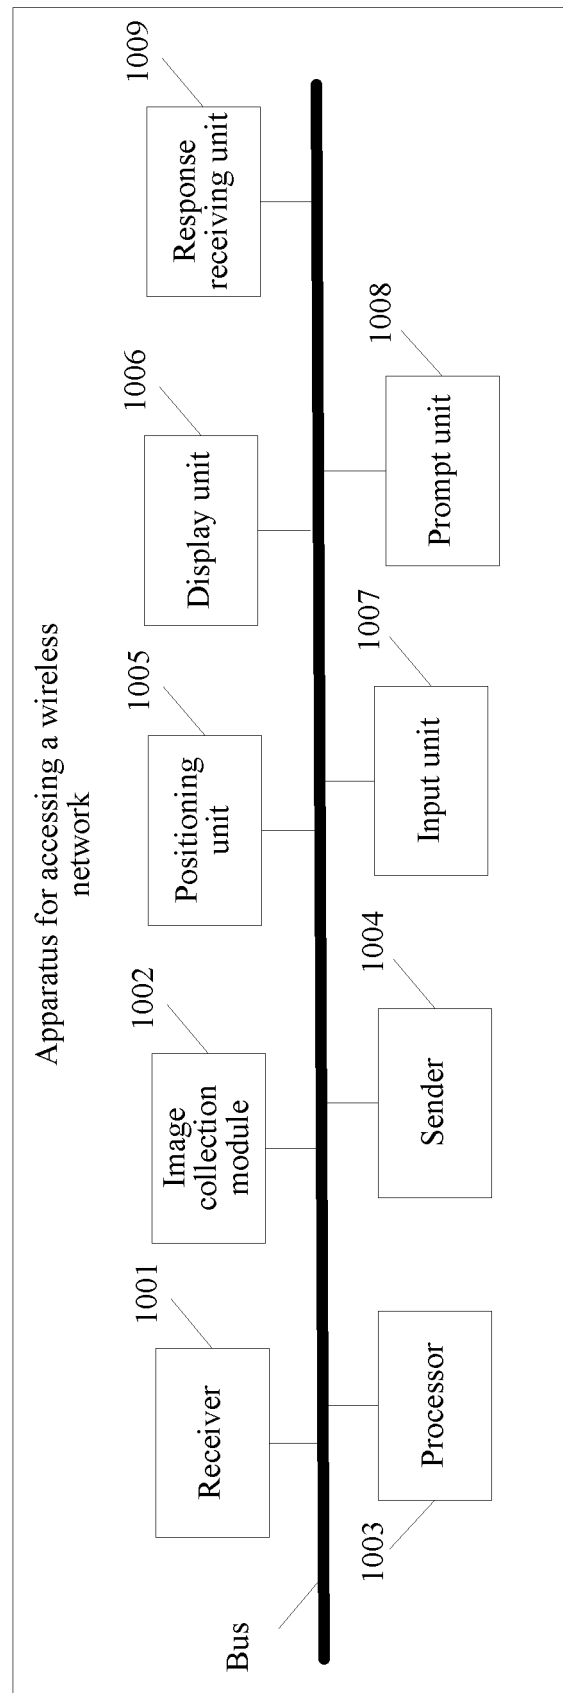 Apparatus for accessing a wireless
network
1001
Receiver
1002
Image
collection
module
1005
Positioning
unit
1006
Display unit
1009
Response
receiving unit
Bus
1003
Processor
1004
Sender
1007
Input unit
1008
Prompt unit